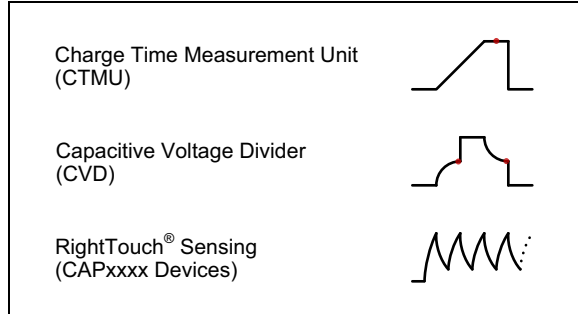 Charge Time Measurement Unit
(CTMU)
Capacitive Voltage Divider
(CVD)
RightTouch® Sensing
(CAPxxxx Devices)